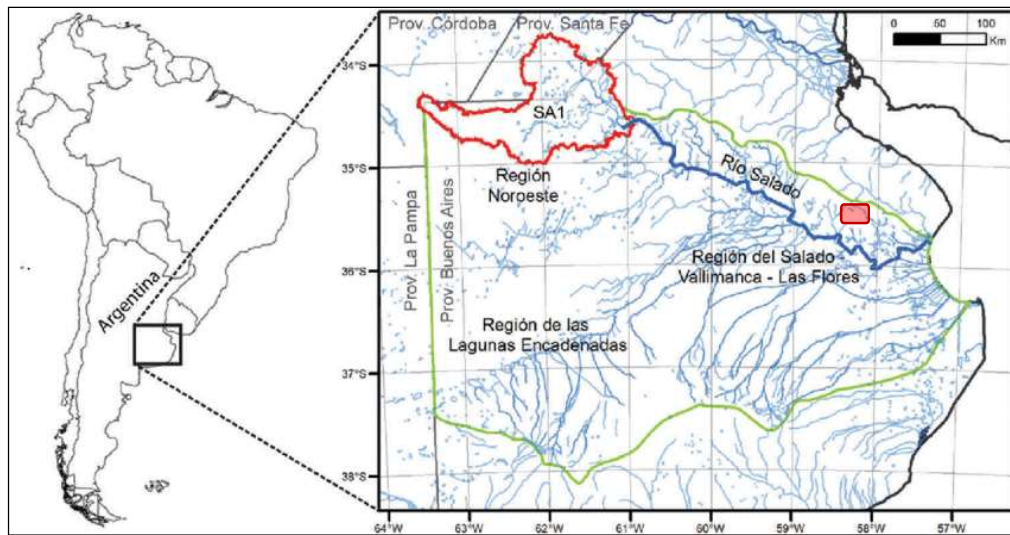 Prov. Córdoba
Prov. Santa Fe
0 50 100
Km
34°S
SA1
35°S
Región
Noroeste
Río Salado
Prov. La Pampa
Prov. Buenos Aires
Argentina
36°S
Región del Salado
Vallimanca - Las Flores
Región de las
Lagunas Encadenadas
37°S
38°S
64°W 63°W 62°W 61°W 60°W 59°W 58°W 57°W